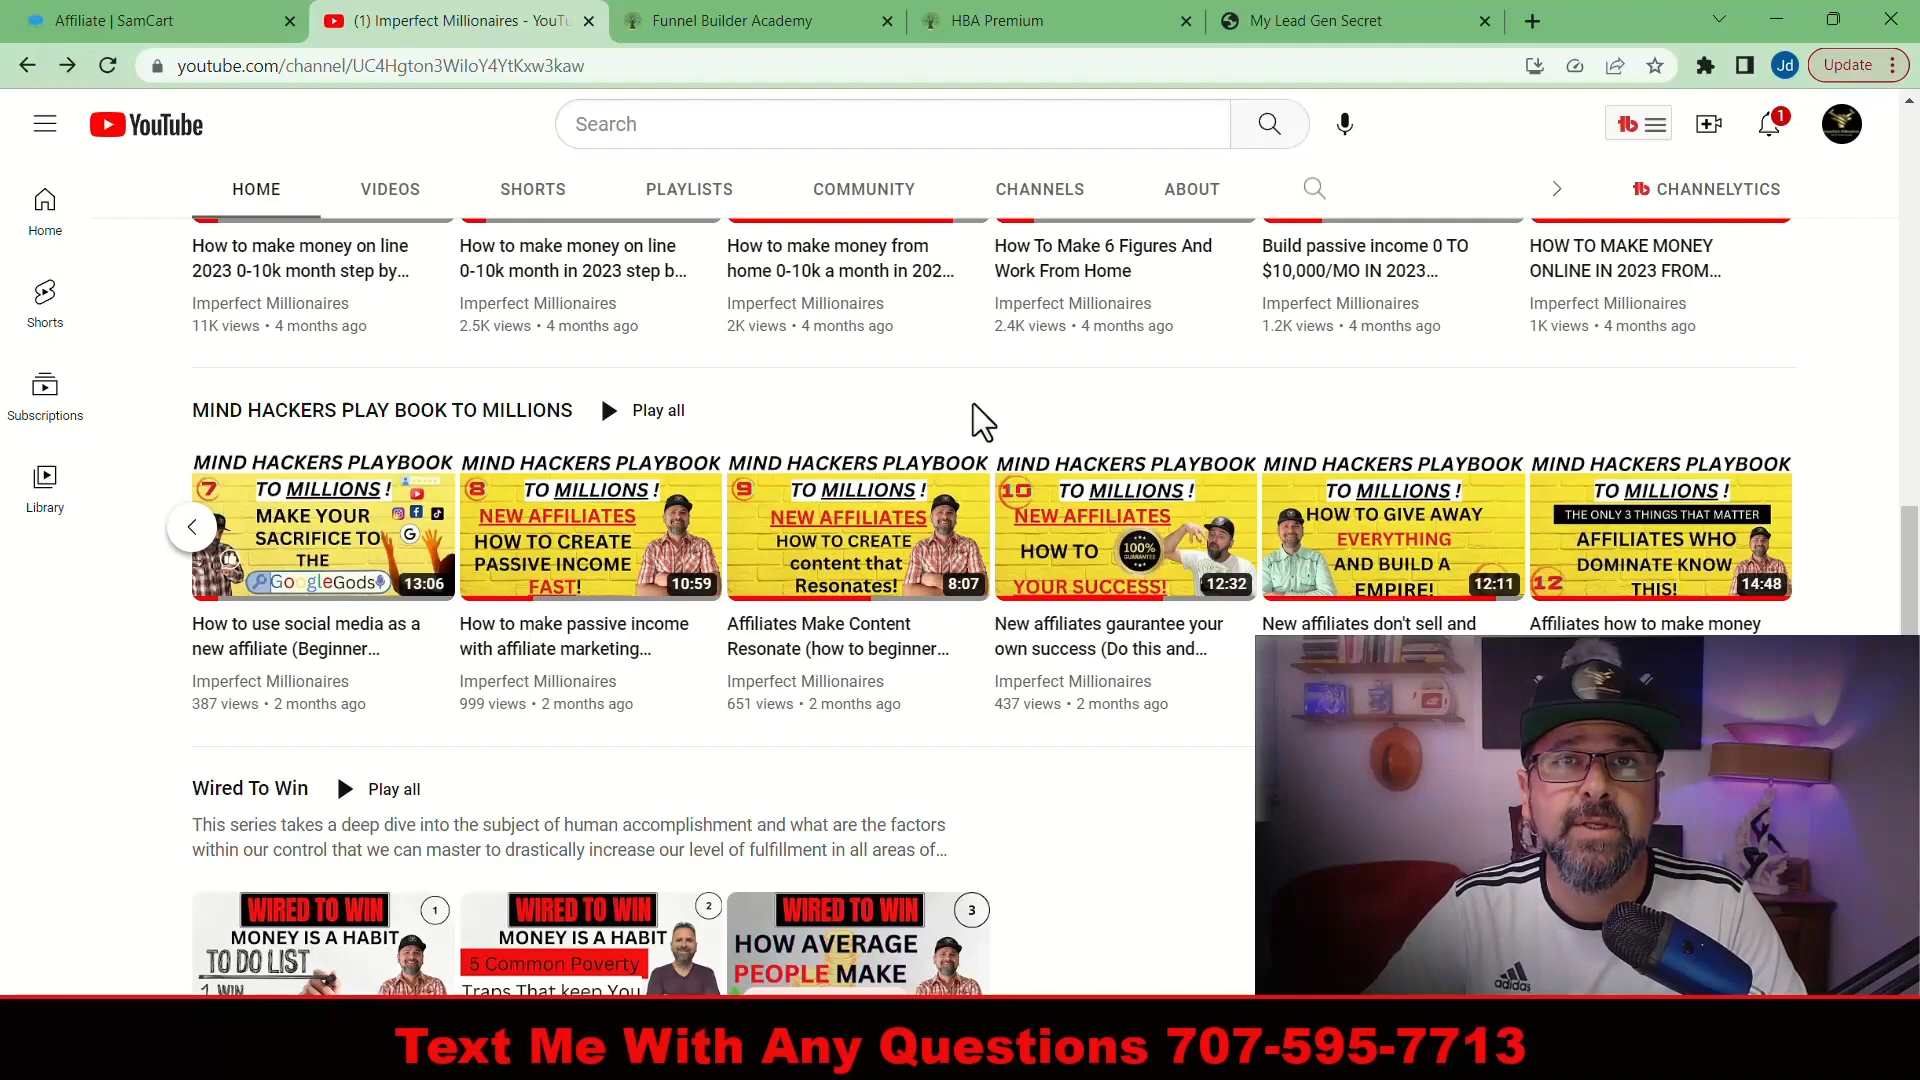 Affiliate | SamCart
(1) Imperfect Millionaires - YouTu
Funnel Builder Academy
HBA Premium
My Lead Gen Secret
youtube.com/channel/UC4Hgton3WiIoY4YtKxw3kaw
Jd
Update
YouTube
Search
1
HOME
VIDEOS
SHORTS
PLAYLISTS
COMMUNITY
CHANNELS
ABOUT
CHANNELYTICS
Home
Shorts
Subscriptions
Library
How to make money on line
2023 0-10k month step by...
Imperfect Millionaires
11K views • 4 months ago
How to make money on line
0-10k month in 2023 step b...
Imperfect Millionaires
2.5K views • 4 months ago
How to make money from
home 0-10k a month in 202...
Imperfect Millionaires
2K views • 4 months ago
How To Make 6 Figures And
Work From Home
Imperfect Millionaires
2.4K views • 4 months ago
Build passive income 0 TO
$10,000/MO IN 2023...
Imperfect Millionaires
1.2K views • 4 months ago
HOW TO MAKE MONEY
ONLINE IN 2023 FROM...
Imperfect Millionaires
1K views • 4 months ago
MIND HACKERS PLAY BOOK TO MILLIONS
Play all
MIND HACKERS PLAYBOOK
7
TO MILLIONS !
MAKE YOUR
SACRIFICE TO
THE
GoogleGods
13:06
How to use social media as a
new affiliate (Beginner...
Imperfect Millionaires
387 views • 2 months ago
MIND HACKERS PLAYBOOK
8
TO MILLIONS !
NEW AFFILIATES
HOW TO CREATE
PASSIVE INCOME
FAST!
10:59
How to make passive income
with affiliate marketing...
Imperfect Millionaires
999 views • 2 months ago
MIND HACKERS PLAYBOOK
9
TO MILLIONS !
NEW AFFILIATES
HOW TO CREATE
content that
Resonates!
8:07
Affiliates Make Content
Resonate (how to beginner...
Imperfect Millionaires
651 views • 2 months ago
MIND HACKERS PLAYBOOK
10
TO MILLIONS !
NEW AFFILIATES
HOW TO
100%
YOUR SUCCESS!
12:32
New affiliates gaurantee your
own success (Do this and...
Imperfect Millionaires
437 views • 2 months ago
MIND HACKERS PLAYBOOK
TO MILLIONS !
HOW TO GIVE AWAY
EVERYTHING
AND BUILD A
EMPIRE!
12:11
New affiliates don't sell and
MIND HACKERS PLAYBOOK
TO MILLIONS !
THE ONLY 3 THINGS THAT MATTER
AFFILIATES WHO
DOMINATE KNOW
12
THIS!
14:48
Affiliates how to make money
Wired To Win
Play all
This series takes a deep dive into the subject of human accomplishment and what are the factors
within our control that we can master to drastically increase our level of fulfillment in all areas of...
WIRED TO WIN
1
MONEY IS A HABIT
TO DO LIST
1 WIN
WIRED TO WIN
2
MONEY IS A HABIT
5 Common Poverty
Traps That keep You
WIRED TO WIN
3
HOW AVERAGE
PEOPLE MAKE
adidas
Text Me With Any Questions 707-595-7713